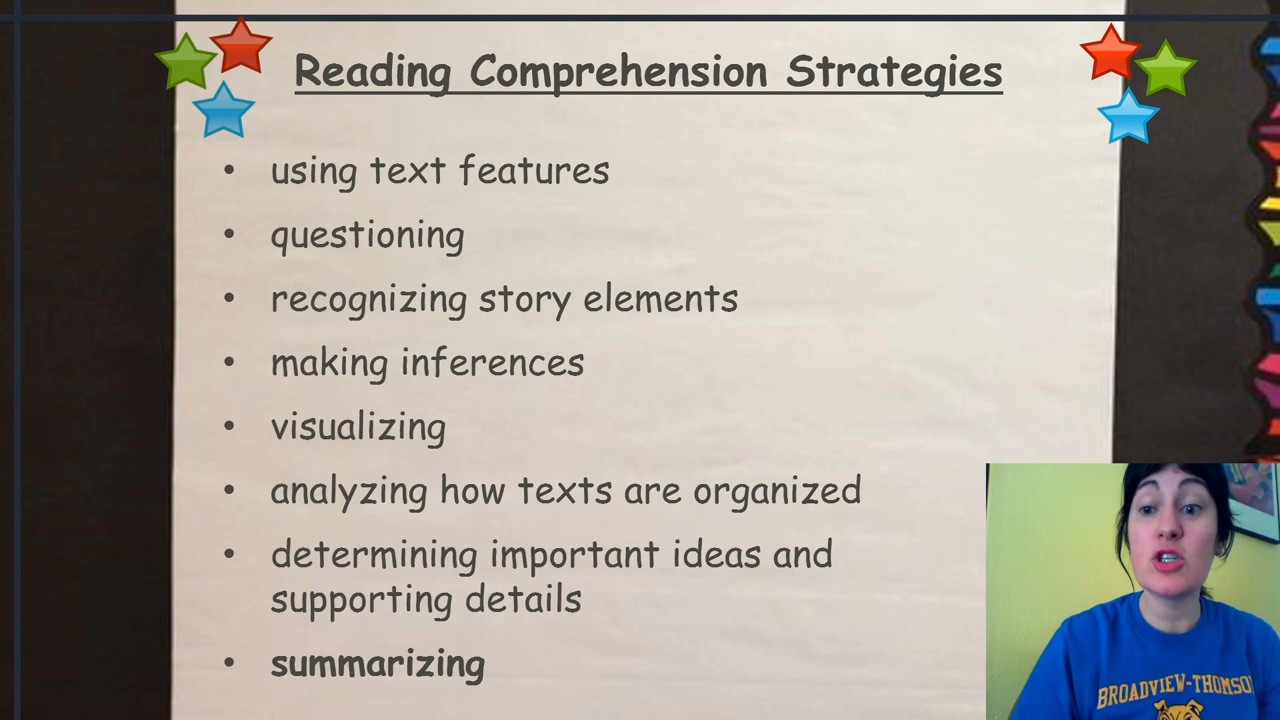 Reading Comprehension Strategies
• using text features
• questioning
• recognizing story elements
• making inferences
• visualizing
• analyzing how texts are organized
• determining important ideas and
supporting details
• summarizing
BROADVIEW-THOMSO